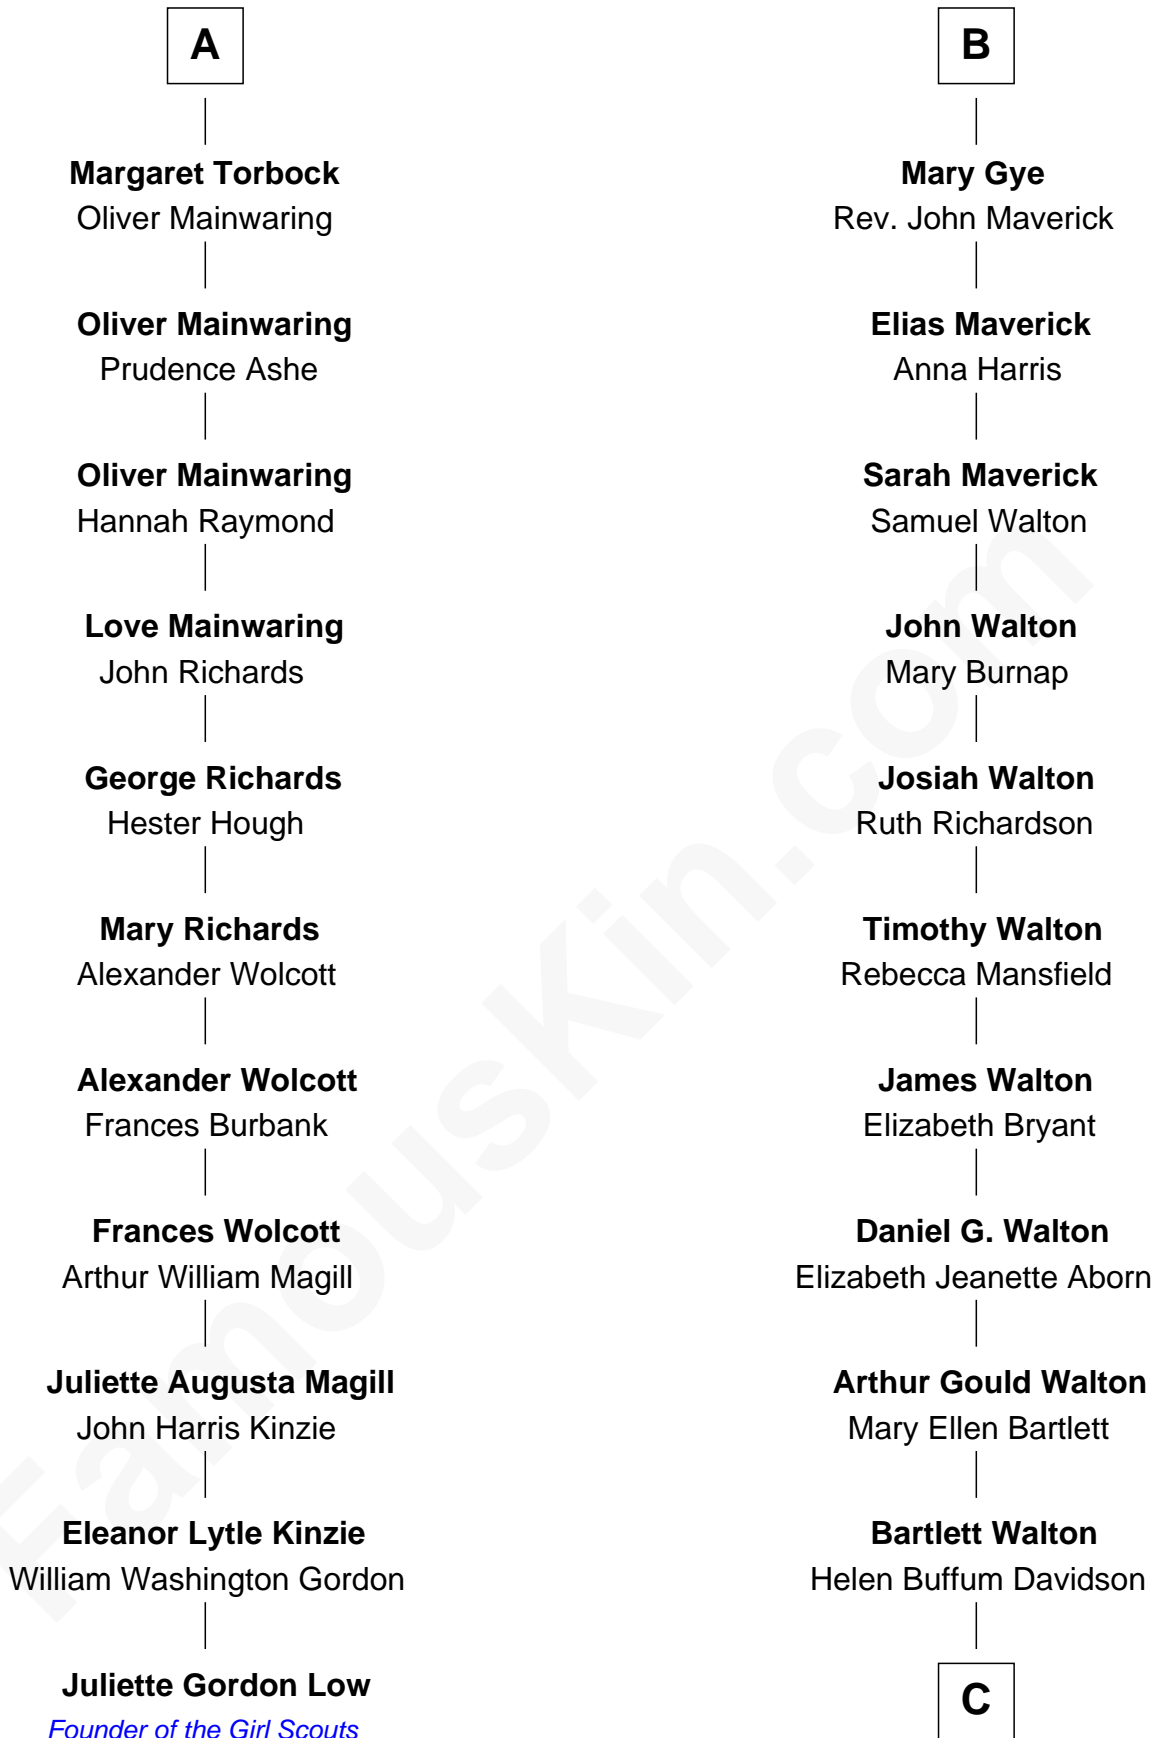 A
Margaret Torbock
Oliver Mainwaring
Oliver Mainwaring
Prudence Ashe
Oliver Mainwaring
Hannah Raymond
Love Mainwaring
John Richards
George Richards
Hester Hough
Mary Richards
Alexander Wolcott
Alexander Wolcott
Frances Burbank
Frances Wolcott
Arthur William Magill
Juliette Augusta Magill
John Harris Kinzie
Eleanor Lytle Kinzie
William Washington Gordon
Juliette Gordon Low
Founder of the Girl Scouts
B
Mary Gye
Rev. John Maverick
Elias Maverick
Anna Harris
Sarah Maverick
Samuel Walton
John Walton
Mary Burnap
Josiah Walton
Ruth Richardson
Timothy Walton
Rebecca Mansfield
James Walton
Elizabeth Bryant
Daniel G. Walton
Elizabeth Jeanette Aborn
Arthur Gould Walton
Mary Ellen Bartlett
Bartlett Walton
Helen Buffum Davidson
C
FamousKin.com